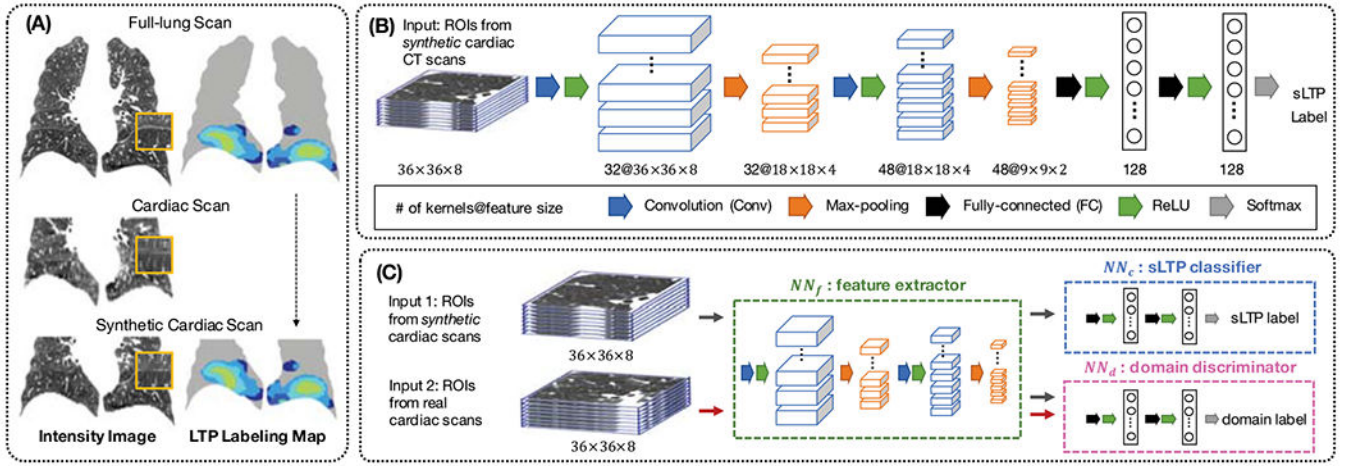 (A)
Full-lung Scan
Cardiac Scan
Synthetic Cardiac Scan
Intensity Image
LTP Labeling Map
(B)
Input: ROIs from
synthetic cardiac
CT scans
36×36×8
32@36×36×8
32@18×18×4
48@18×18×4
48@9×9×2
128
128
sLTP
Label
# of kernels@feature size
Convolution (Conv)
Max-pooling
Fully-connected (FC)
ReLU
Softmax
(C)
Input 1: ROIs
from synthetic
cardiac scans
36×36×8
Input 2: ROIs
from real
cardiac scans
36×36×8
NN_f : feature extractor
NN_c : sLTP classifier
sLTP label
NN_d : domain discriminator
domain label